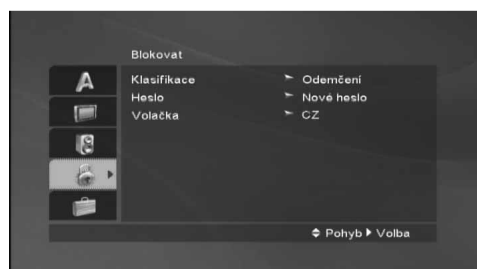 Blokovat
A
Klasifikace Odemčení
Heslo Nové heslo
Volačka CZ
Pohyb Volba